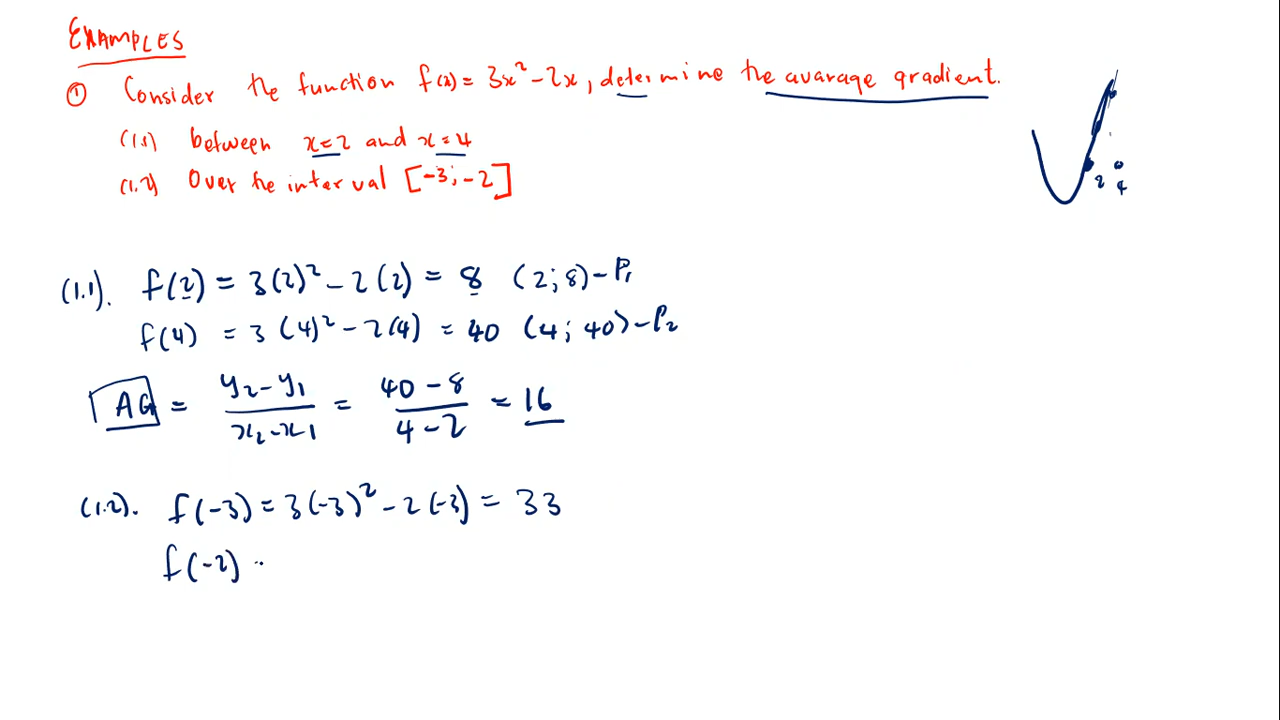 EXAMPLES
① Consider the function f(x) = 3x² - 2x, determine the avarage gradient.
(1.1) between x=2 and x=4
(1.2) Over the interval [-3; -2]
2
4
(1.1). f(2) = 3(2)² - 2(2) = 8 (2; 8) - P₁
f(4) = 3(4)² - 2(4) = 40 (4; 40) - P₂
AG = y₂-y₁ / x₂-x₁ = 40-8 / 4-2 = 16
(1.2). f(-3) = 3(-3)² - 2(-3) = 33
f(-2)